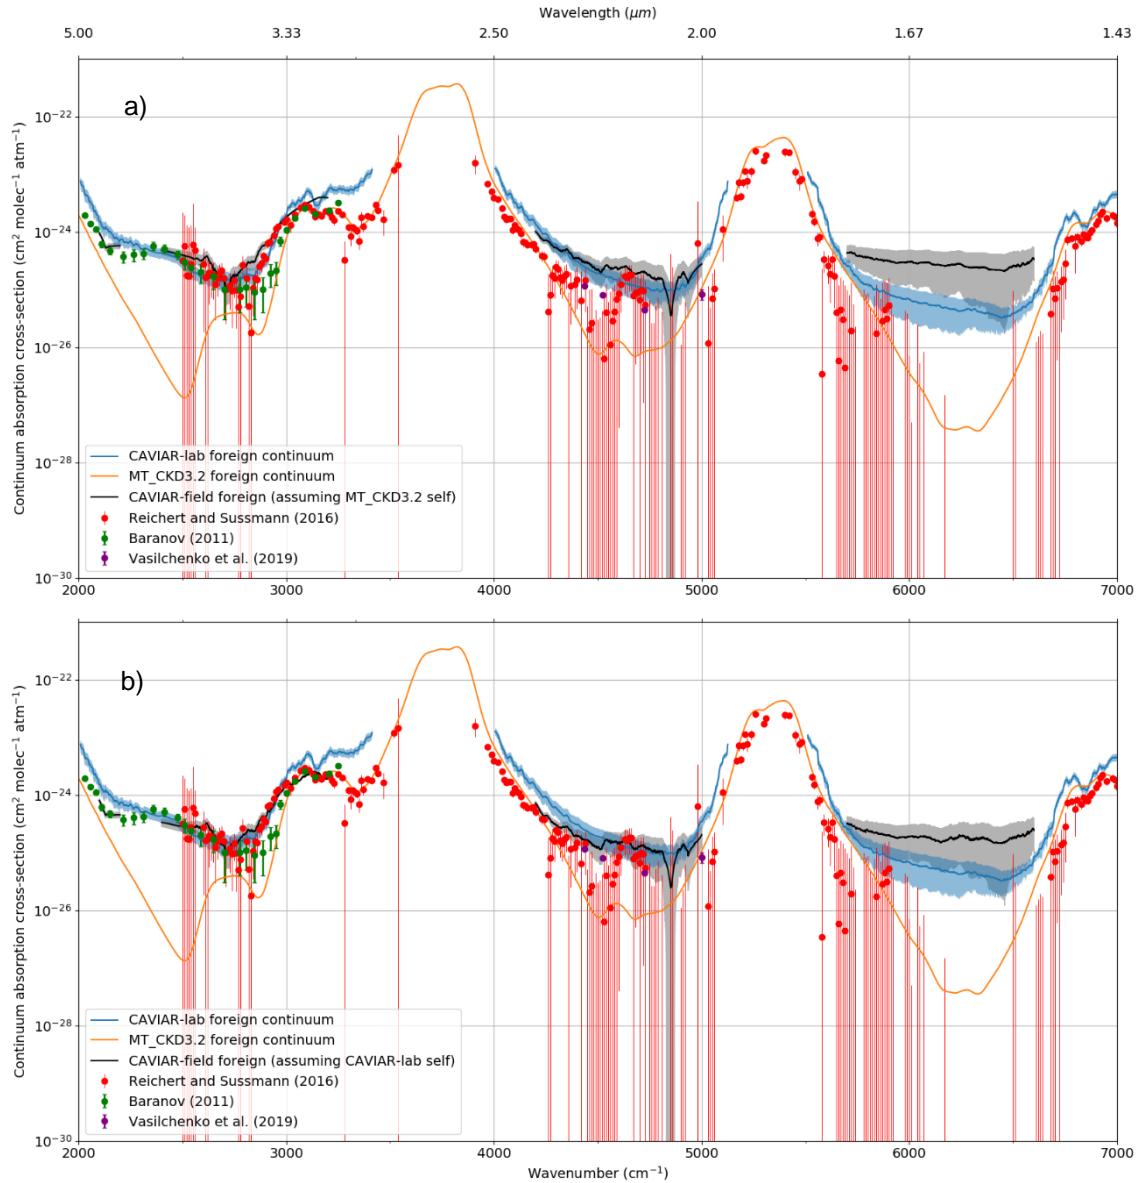 Wavelength (μm)
5.00 3.33 2.50 2.00 1.67 1.43
a)
Continuum absorption cross-section (cm² molec⁻¹ atm⁻¹)
10⁻²²
10⁻²⁴
10⁻²⁶
10⁻²⁸
10⁻³⁰
CAVIAR-lab foreign continuum
MT_CKD3.2 foreign continuum
CAVIAR-field foreign (assuming MT_CKD3.2 self)
Reichert and Sussmann (2016)
Baranov (2011)
Vasilchenko et al. (2019)
2000 3000 4000 5000 6000 7000
b)
Continuum absorption cross-section (cm² molec⁻¹ atm⁻¹)
10⁻²²
10⁻²⁴
10⁻²⁶
10⁻²⁸
10⁻³⁰
CAVIAR-lab foreign continuum
MT_CKD3.2 foreign continuum
CAVIAR-field foreign (assuming CAVIAR-lab self)
Reichert and Sussmann (2016)
Baranov (2011)
Vasilchenko et al. (2019)
2000 3000 4000 5000 6000 7000
Wavenumber (cm⁻¹)